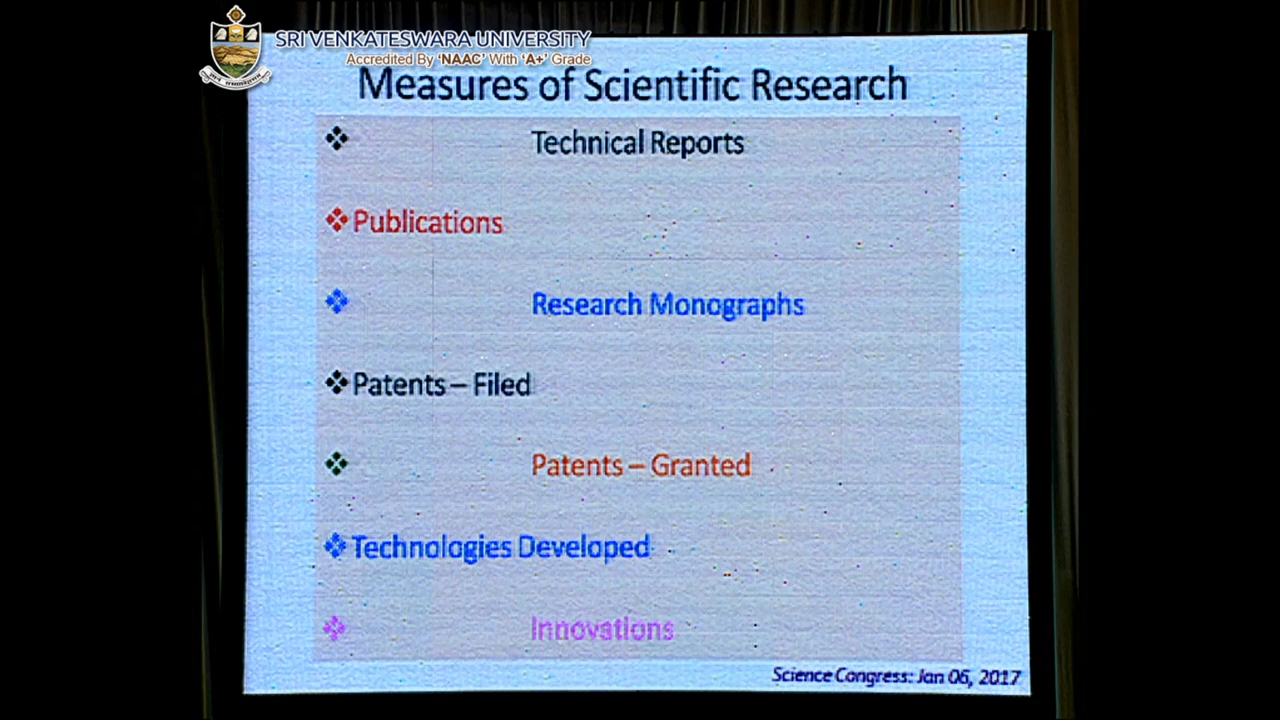 SRI VENKATESWARA UNIVERSITY
Accredited By 'NAAC' With 'A+' Grade
Measures of Scientific Research
❖ Technical Reports
❖ Publications
❖ Research Monographs
❖ Patents – Filed
❖ Patents – Granted
❖ Technologies Developed
❖ Innovations
Science Congress: Jan 06, 2017